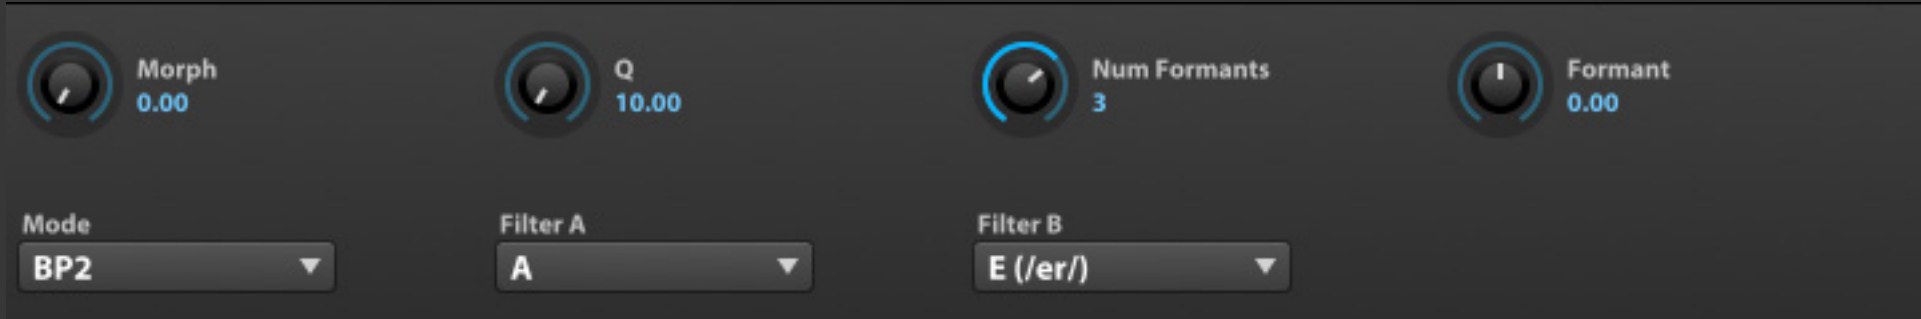 Morph
0.00
Q
10.00
Num Formants
3
Formant
0.00
Mode
BP2
Filter A
A
Filter B
E (/er/)